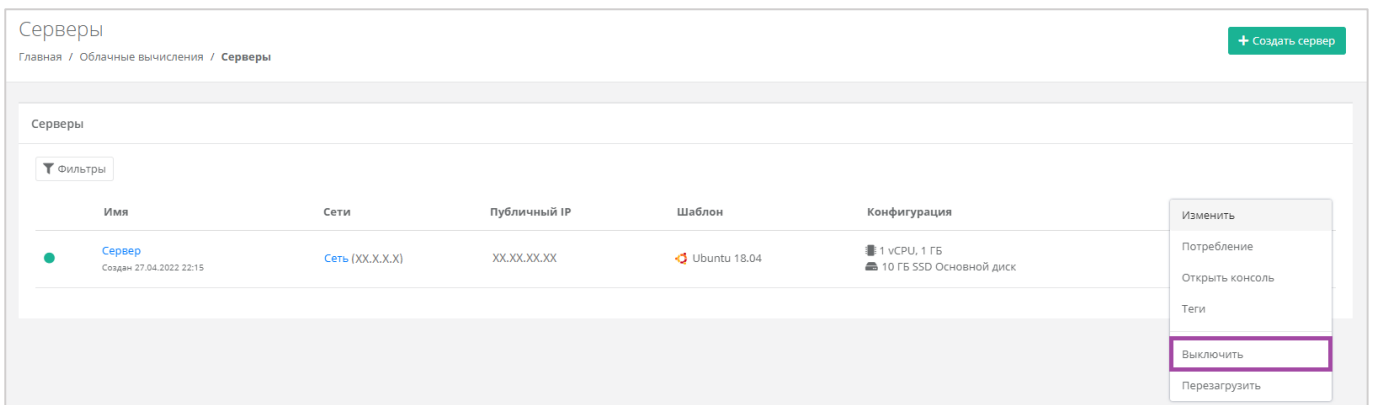 Серверы
Главная / Облачные вычисления / Серверы
+ Создать сервер
Серверы
Фильтры
Имя Сети Публичный IP Шаблон Конфигурация
Сервер
Создан 27.04.2022 22:15
Сеть (XX.X.X.X)
XX.XX.XX.XX
Ubuntu 18.04
1 vCPU, 1 ГБ
10 ГБ SSD Основной диск
Изменить
Потребление
Открыть консоль
Теги
Выключить
Перезагрузить